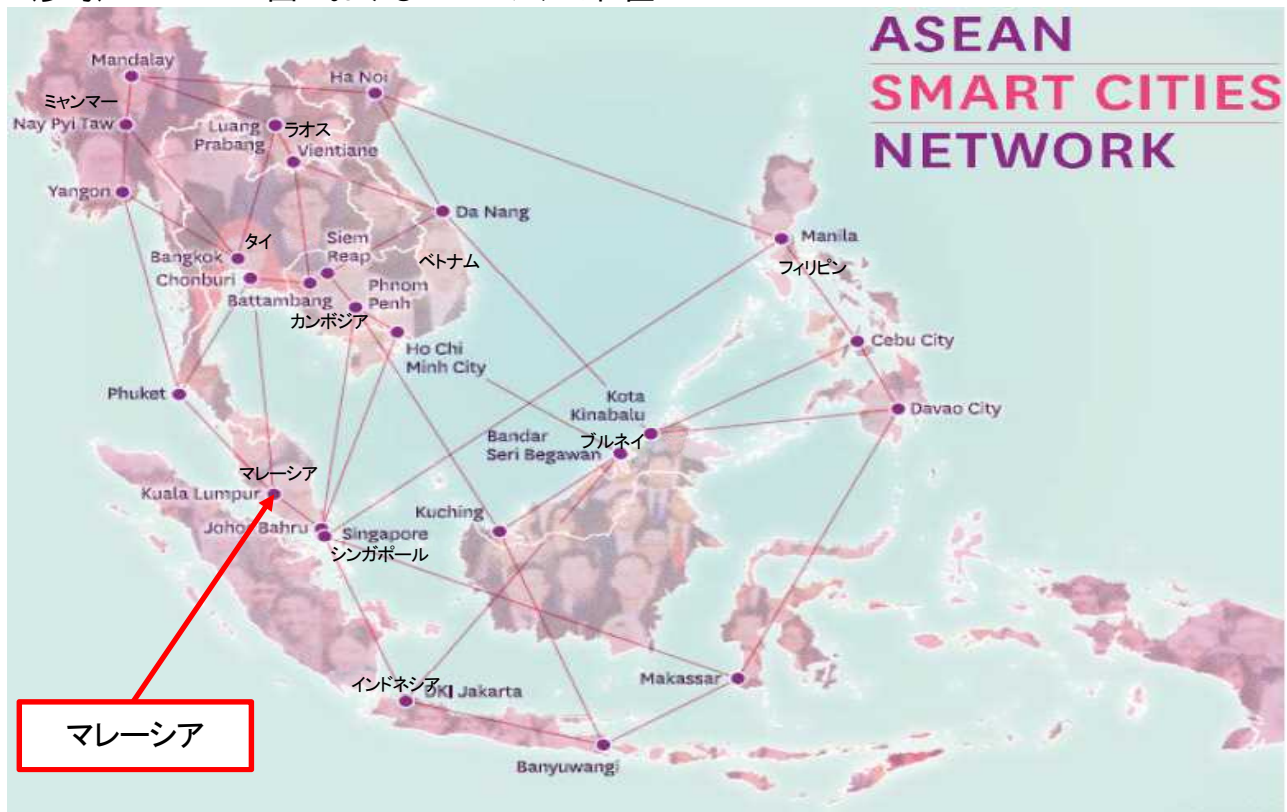 ASEAN
SMART CITIES
NETWORK
Mandalay
Ha Noi
ミャンマー
Nay Pyi Taw
Luang
Prabang
ラオス
Vientiane
Yangon
Da Nang
Bangkok
タイ
Siem
Reap
ベトナム
Manila
フィリピン
Chonburi
Battambang
Phnom
Penh
カンボジア
Ho Chi
Minh City
Cebu City
Phuket
Kota
Kinabalu
Davao City
Bandar
Seri Begawan
ブルネイ
マレーシア
Kuala Lumpur
Kuching
Johor Bahru
Singapore
シンガポール
Makassar
インドネシア
DKI Jakarta
マレーシア
Banyuwangi